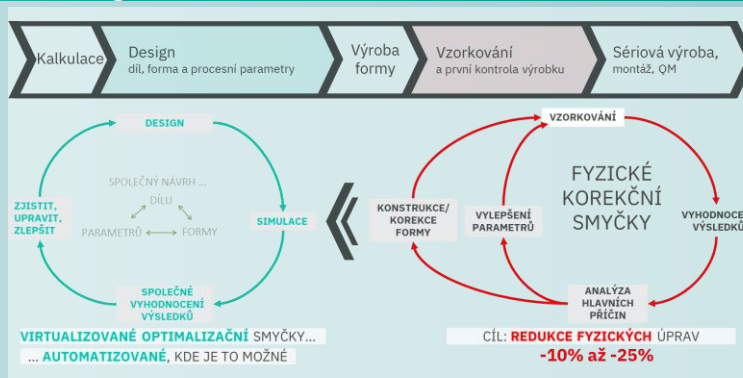 Kalkulace
Design
díl, forma a procesní parametry
Výroba
formy
Vzorkování
a první kontrola výrobku
Sériová výroba,
montáž, QM
DESIGN
SPOLEČNÝ NÁVRH ...
DÍLU
PARAMETRŮ
FORMY
ZJISTIT,
UPRAVIT,
ZLEPŠIT
SIMULACE
SPOLEČNÉ
VYHODNOCENÍ
VÝSLEDKŮ
VIRTUALIZOVANÉ OPTIMALIZAČNÍ SMYČKY...
... AUTOMATIZOVANÉ, KDE JE TO MOŽNÉ
VZORKOVÁNÍ
FYZICKÉ
KOREKČNÍ
SMYČKY
KONSTRUKCE/
KOREKCE
FORMY
VYLEPŠENÍ
PARAMETRŮ
VYHODNOCE
VÝSLEDKŮ
ANALÝZA
HLAVNÍCH
PŘÍČIN
CÍL: REDUKCE FYZICKÝCH ÚPRAV
-10% až -25%